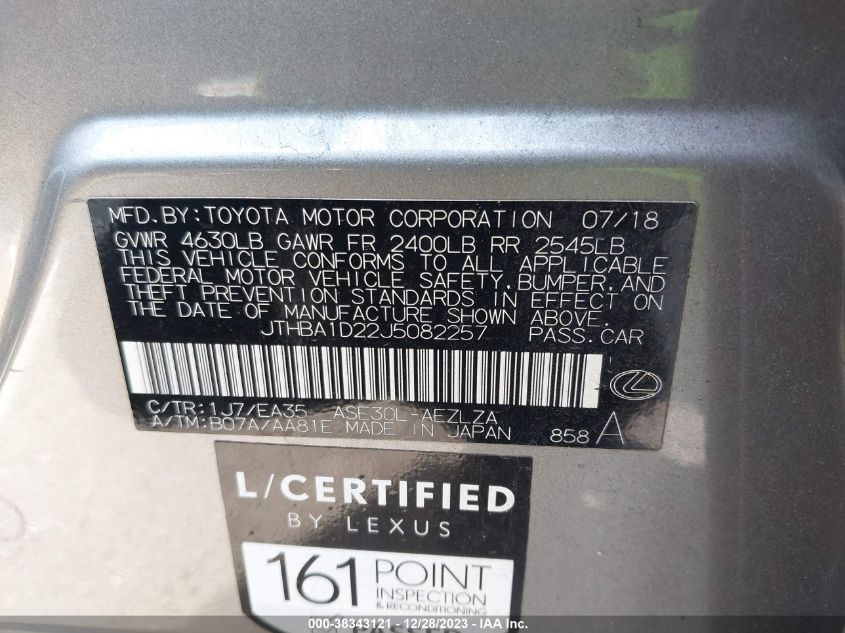 MFD.BY:TOYOTA MOTOR CORPORATION 07/18
GVWR 4630LB GAWR FR 2400LB RR 2545LB
THIS VEHICLE CONFORMS TO ALL APPLICABLE
FEDERAL MOTOR VEHICLE SAFETY,BUMPER,AND
THEFT PREVENTION STANDARDS IN EFFECT ON
THE DATE OF MANUFACTURE SHOWN ABOVE.
JTHBA1D22J5082257 PASS.CAR
C/TR:1J7/EA35 ASE30L-AEZLZA
A/TM:B07A/AA81E MADE IN JAPAN 858 A
L/CERTIFIED
BY LEXUS
161 POINT
INSPECTION
& RECONDITIONING
PASSED
000-38343121 - 12/28/2023 - IAA Inc.